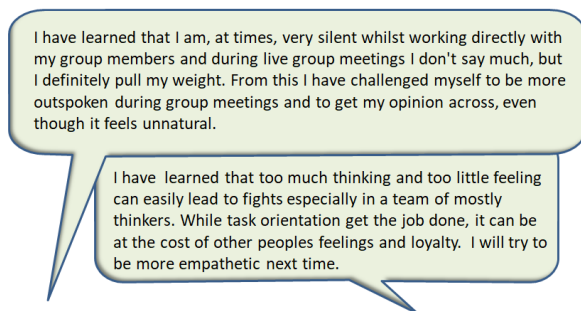 I have learned that I am, at times, very silent whilst working directly with
my group members and during live group meetings I don't say much, but
I definitely pull my weight. From this I have challenged myself to be more
outspoken during group meetings and to get my opinion across, even
though it feels unnatural.
I have learned that too much thinking and too little feeling
can easily lead to fights especially in a team of mostly
thinkers. While task orientation get the job done, it can be
at the cost of other peoples feelings and loyalty. I will try to
be more empathetic next time.